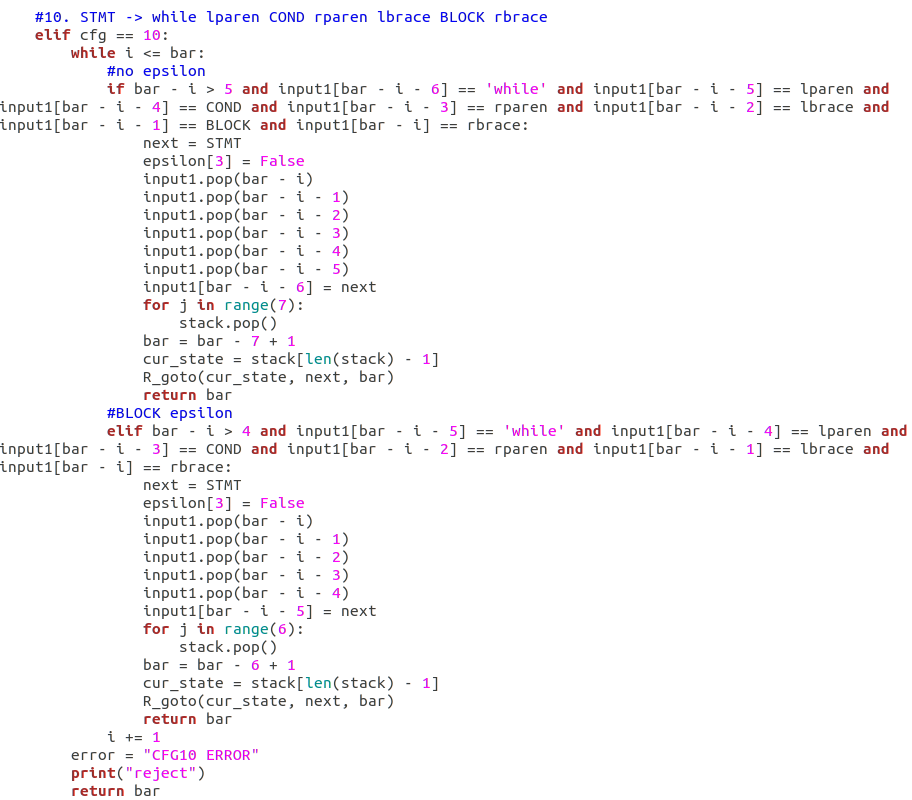 #10. STMT -> while lparen COND rparen lbrace BLOCK rbrace
    elif cfg == 10:
        while i <= bar:
            #no epsilon
            if bar - i > 5 and input1[bar - i - 6] == 'while' and input1[bar - i - 5] == lparen and
input1[bar - i - 4] == COND and input1[bar - i - 3] == rparen and input1[bar - i - 2] == lbrace and
input1[bar - i - 1] == BLOCK and input1[bar - i] == rbrace:
                next = STMT
                epsilon[3] = False
                input1.pop(bar - i)
                input1.pop(bar - i - 1)
                input1.pop(bar - i - 2)
                input1.pop(bar - i - 3)
                input1.pop(bar - i - 4)
                input1.pop(bar - i - 5)
                input1[bar - i - 6] = next
                for j in range(7):
                    stack.pop()
                bar = bar - 7 + 1
                cur_state = stack[len(stack) - 1]
                R_goto(cur_state, next, bar)
                return bar
            #BLOCK epsilon
            elif bar - i > 4 and input1[bar - i - 5] == 'while' and input1[bar - i - 4] == lparen and
input1[bar - i - 3] == COND and input1[bar - i - 2] == rparen and input1[bar - i - 1] == lbrace and
input1[bar - i] == rbrace:
                next = STMT
                epsilon[3] = False
                input1.pop(bar - i)
                input1.pop(bar - i - 1)
                input1.pop(bar - i - 2)
                input1.pop(bar - i - 3)
                input1.pop(bar - i - 4)
                input1[bar - i - 5] = next
                for j in range(6):
                    stack.pop()
                bar = bar - 6 + 1
                cur_state = stack[len(stack) - 1]
                R_goto(cur_state, next, bar)
                return bar
            i += 1
        error = "CFG10 ERROR"
        print("reject")
        return bar